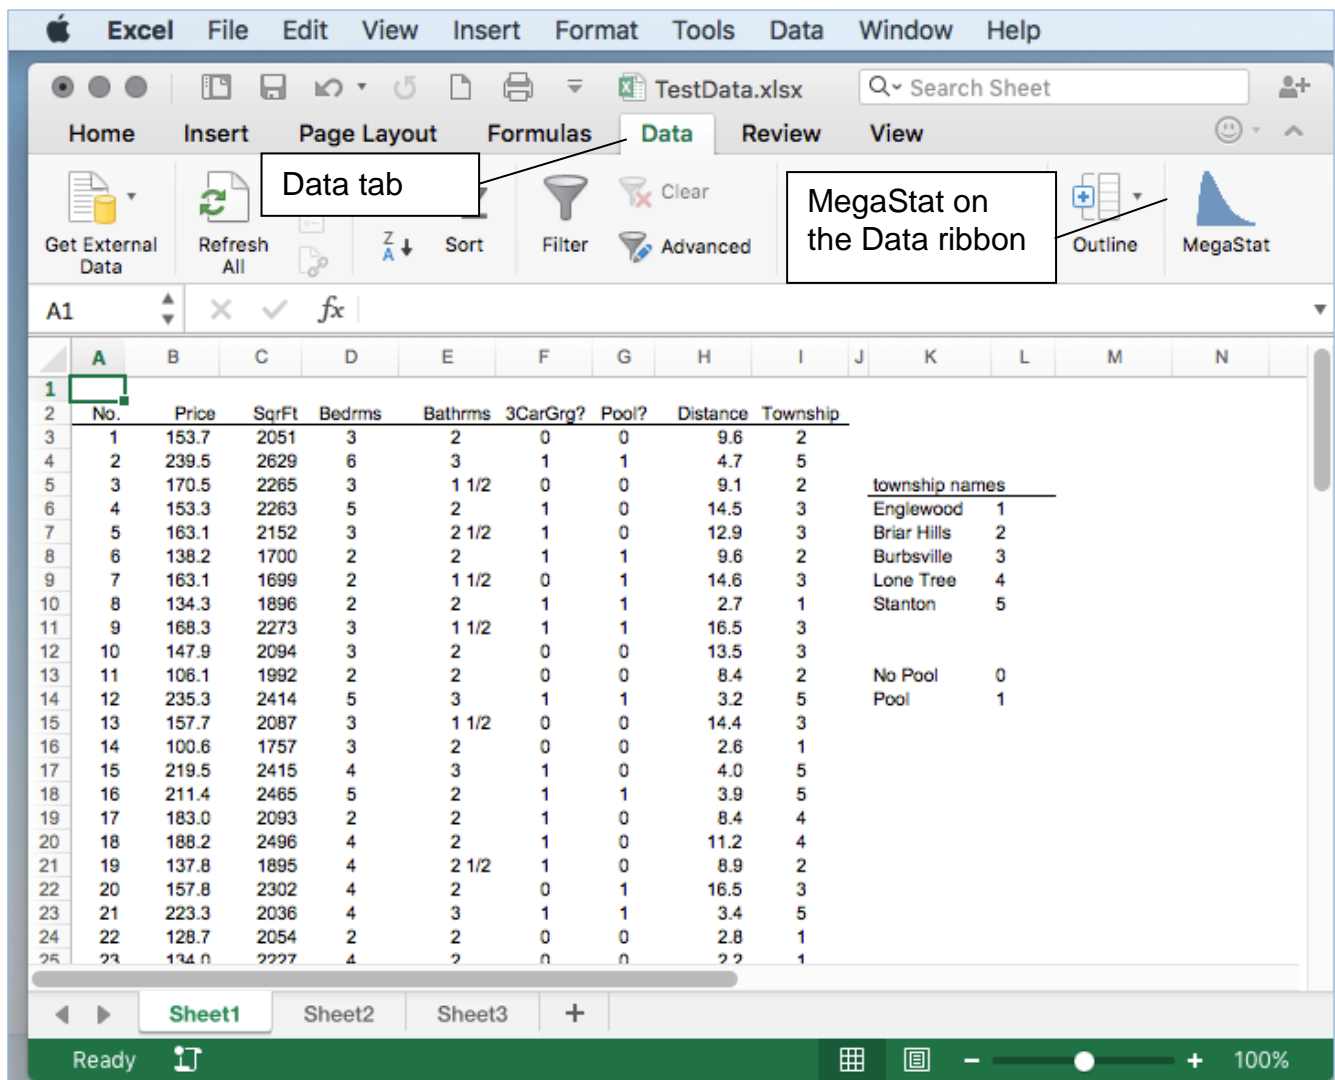 Excel File Edit View Insert Format Tools Data Window Help
TestData.xlsx Search Sheet
Home Insert Page Layout Formulas Data Review View
Data tab
MegaStat on
the Data ribbon
Clear
Get External
Data
Refresh
All
Z
A
Sort Filter Advanced Outline MegaStat
A1 fx
A B C D E F G H I J K L M N
1
2 No. Price SqrFt Bedrms Bathrms 3CarGrg? Pool? Distance Township
3 1 153.7 2051 3 2 0 0 9.6 2
4 2 239.5 2629 6 3 1 1 4.7 5
5 3 170.5 2265 3 1 1/2 0 0 9.1 2 township names
6 4 153.3 2263 5 2 1 0 14.5 3 Englewood 1
7 5 163.1 2152 3 2 1/2 1 0 12.9 3 Briar Hills 2
8 6 138.2 1700 2 2 1 1 9.6 2 Burbsville 3
9 7 163.1 1699 2 1 1/2 0 1 14.6 3 Lone Tree 4
10 8 134.3 1896 2 2 1 1 2.7 1 Stanton 5
11 9 168.3 2273 3 1 1/2 1 1 16.5 3
12 10 147.9 2094 3 2 0 0 13.5 3
13 11 106.1 1992 2 2 0 0 8.4 2 No Pool 0
14 12 235.3 2414 5 3 1 1 3.2 5 Pool 1
15 13 157.7 2087 3 1 1/2 0 0 14.4 3
16 14 100.6 1757 3 2 0 0 2.6 1
17 15 219.5 2415 4 3 1 0 4.0 5
18 16 211.4 2465 5 2 1 1 3.9 5
19 17 183.0 2093 2 2 1 0 8.4 4
20 18 188.2 2496 4 2 1 0 11.2 4
21 19 137.8 1895 4 2 1/2 1 0 8.9 2
22 20 157.8 2302 4 2 0 1 16.5 3
23 21 223.3 2036 4 3 1 1 3.4 5
24 22 128.7 2054 2 2 0 0 2.8 1
25 23 134.0 2227 4 2 0 0 2.2 1
Sheet1 Sheet2 Sheet3 +
Ready 100%